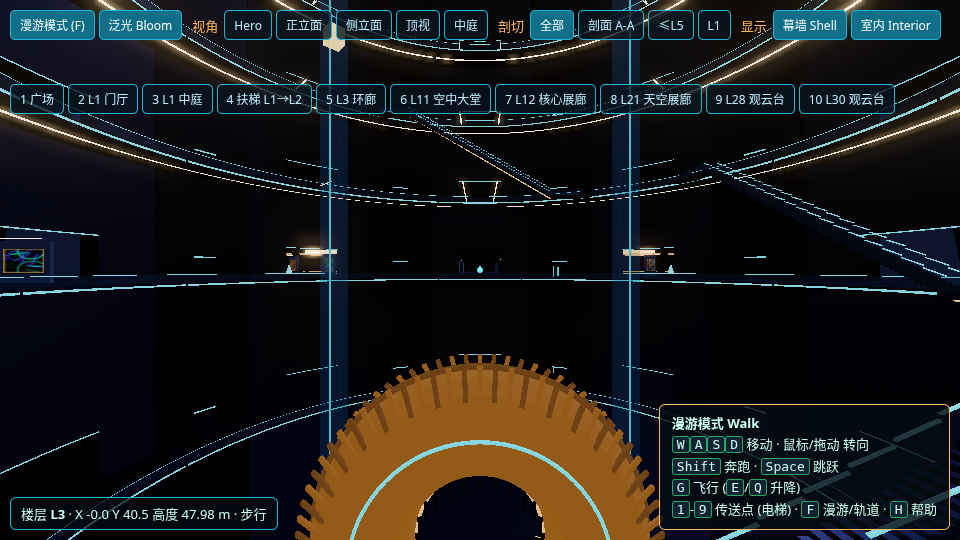 漫游模式 (F) 泛光 Bloom 视角 Hero 正立面 侧立面 顶视 中庭 剖切 全部 剖面 A-A ≤L5 L1 显示 幕墙 Shell 室内 Interior
1 广场 2 L1 门厅 3 L1 中庭 4 扶梯 L1→L2 5 L3 环廊 6 L11 空中大堂 7 L12 核心展廊 8 L21 天空展廊 9 L28 观云台 10 L30 观云台
漫游模式 Walk
W A S D 移动 · 鼠标/拖动 转向
Shift 奔跑 · Space 跳跃
G 飞行 (E/Q 升降)
1-9 传送点 (电梯) · F 漫游/轨道 · H 帮助
楼层 L3 · X -0.0 Y 40.5 高度 47.98 m · 步行